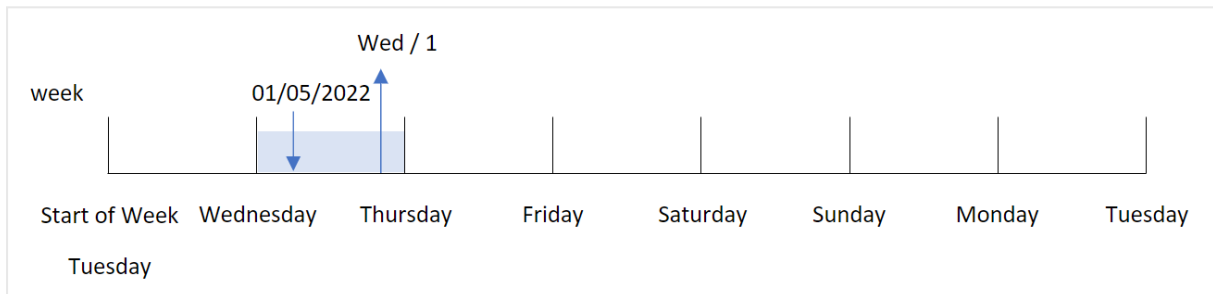 Wed / 1
week
01/05/2022
Start of Week Wednesday Thursday Friday Saturday Sunday Monday Tuesday
Tuesday